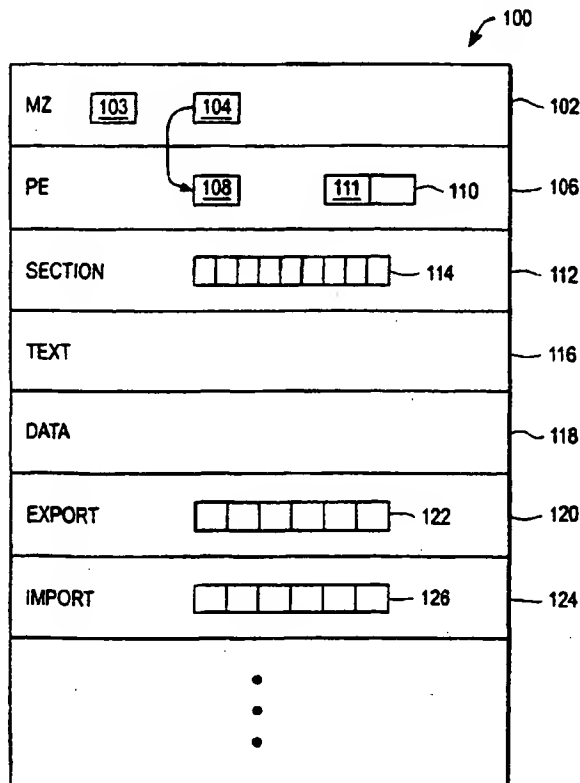 100
MZ 103 104 102
PE 108 111 110 106
SECTION 114 112
TEXT 116
DATA 118
EXPORT 122 120
IMPORT 126 124